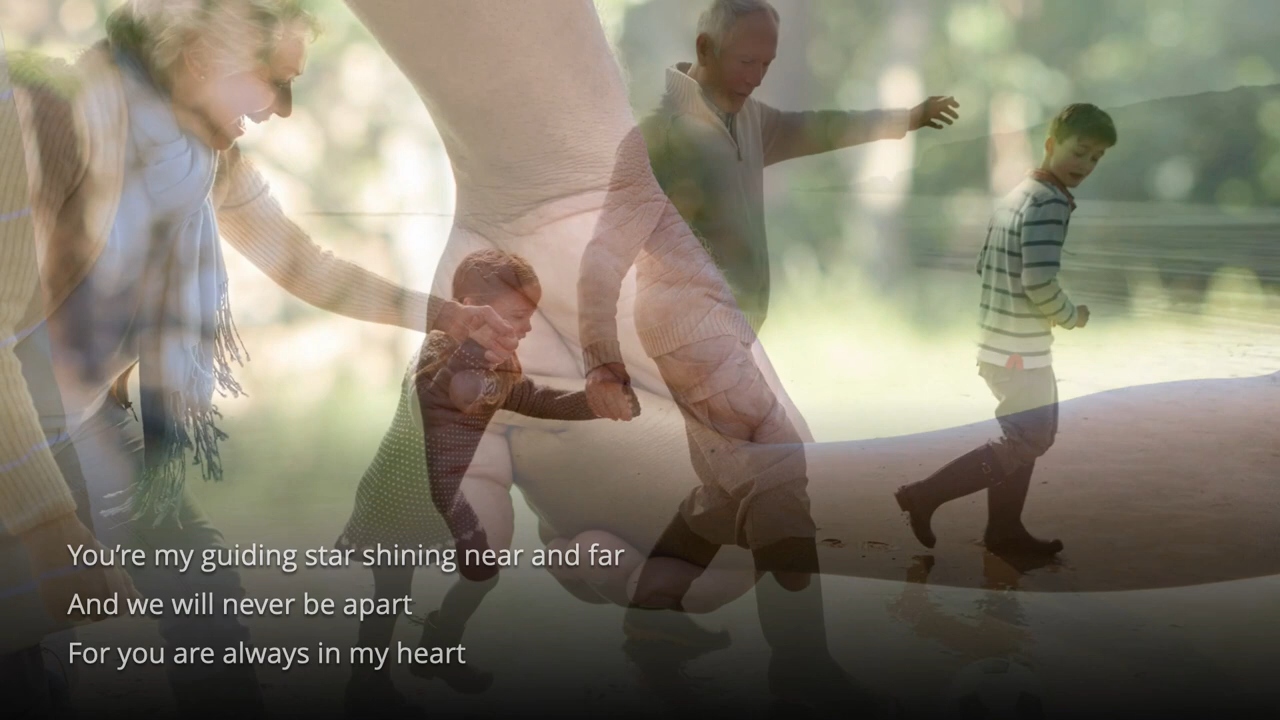 You’re my guiding star shining near and far
And we will never be apart
For you are always in my heart